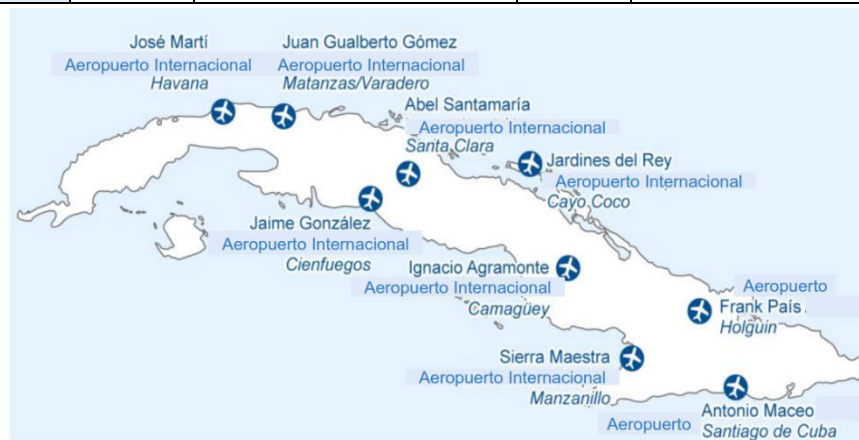 José Martí
Aeropuerto Internacional
Havana
Juan Gualberto Gómez
Aeropuerto Internacional
Matanzas/Varadero
Abel Santamaría
Aeropuerto Internacional
Santa Clara
Jardines del Rey
Aeropuerto Internacional
Cayo Coco
Jaime González
Aeropuerto Internacional
Cienfuegos
Ignacio Agramonte
Aeropuerto Internacional
Camagüey
Aeropuerto
Frank País
Holguin
Sierra Maestra
Aeropuerto Internacional
Manzanillo
Aeropuerto
Antonio Maceo
Santiago de Cuba